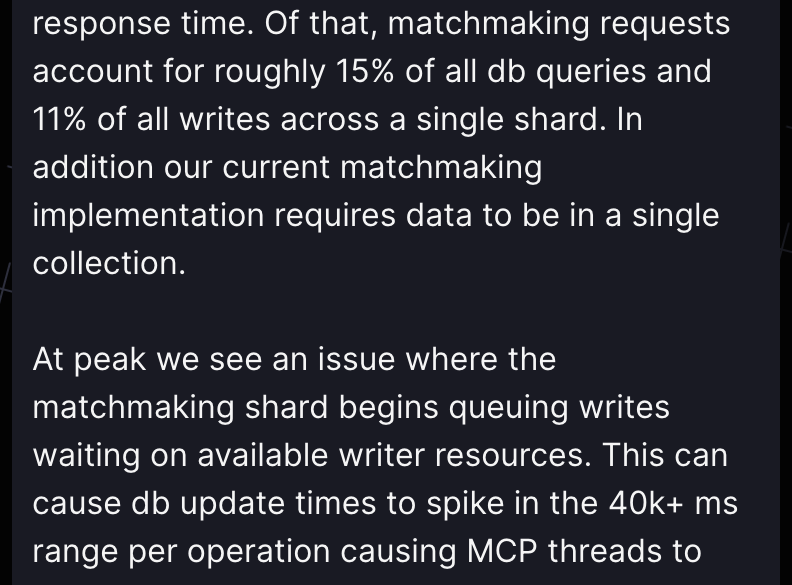 response time. Of that, matchmaking requests
account for roughly 15% of all db queries and
11% of all writes across a single shard. In
addition our current matchmaking
implementation requires data to be in a single
collection.
At peak we see an issue where the
matchmaking shard begins queuing writes
waiting on available writer resources. This can
cause db update times to spike in the 40k+ ms
range per operation causing MCP threads to